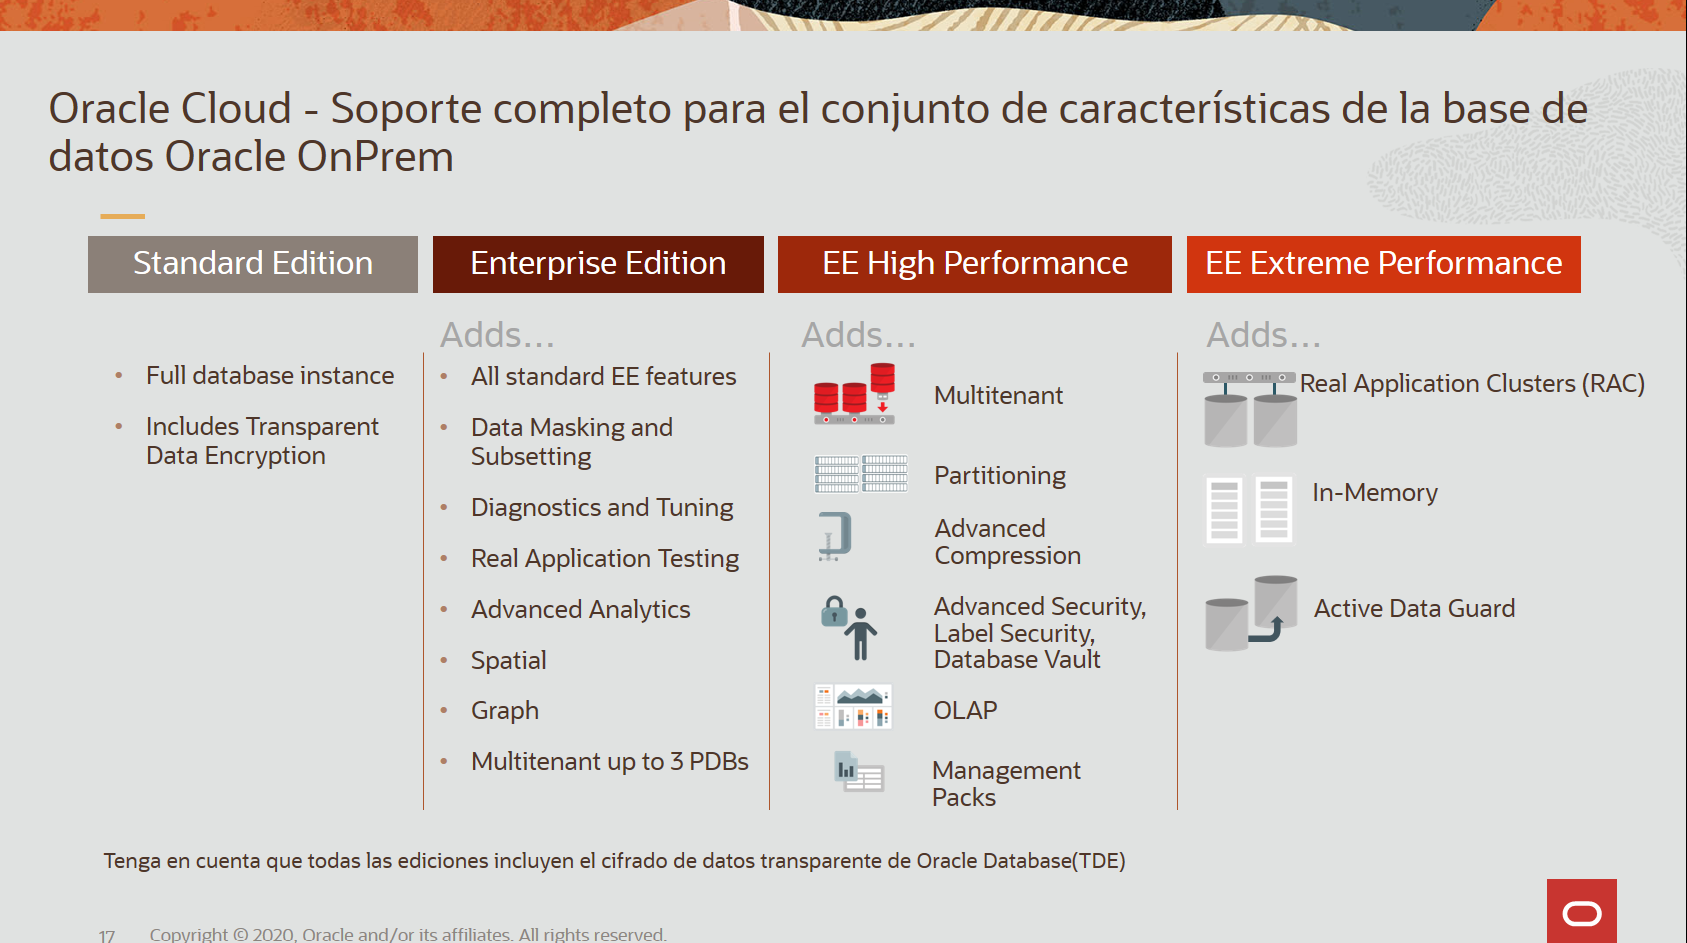 Oracle Cloud - Soporte completo para el conjunto de características de la base de
datos Oracle OnPrem
Standard Edition
Full database instance
Includes Transparent
Data Encryption
Enterprise Edition
Adds...
All standard EE features
Data Masking and
Subsetting
Diagnostics and Tuning
Real Application Testing
Advanced Analytics
Spatial
Graph
Multitenant up to 3 PDBs
EE High Performance
Adds...
Multitenant
Partitioning
Advanced
Compression
Advanced Security,
Label Security,
Database Vault
OLAP
Management
Packs
EE Extreme Performance
Adds...
Real Application Clusters (RAC)
In-Memory
Active Data Guard
Tenga en cuenta que todas las ediciones incluyen el cifrado de datos transparente de Oracle Database(TDE)
17 Copyright © 2020, Oracle and/or its affiliates. All rights reserved.